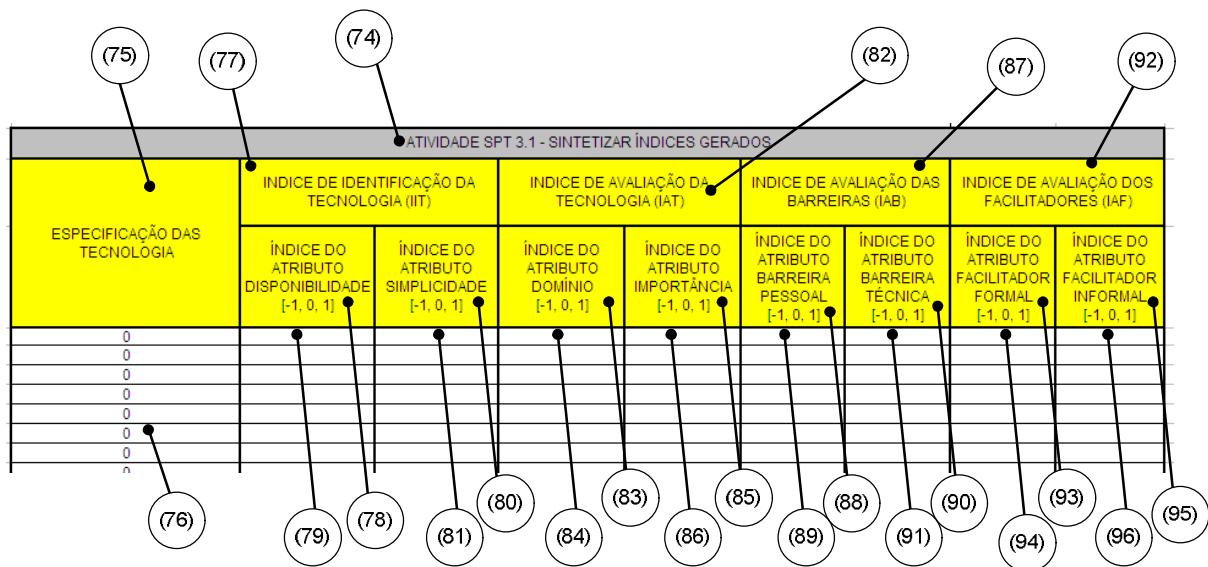 (74)
(75)
(77)
(82)
(87)
(92)
ATIVIDADE SPT 3.1 - SINTETIZAR ÍNDICES GERADOS
ESPECIFICAÇÃO DAS
TECNOLOGIA
INDICE DE IDENTIFICAÇÃO DA
TECNOLOGIA (IIT)
INDICE DE AVALIAÇÃO DA
TECNOLOGIA (IAT)
INDICE DE AVALIAÇÃO DAS
BARREIRAS (IAB)
INDICE DE AVALIAÇÃO DOS
FACILITADORES (IAF)
ÍNDICE DO
ATRIBUTO
DISPONIBILIDADE
[-1, 0, 1]
ÍNDICE DO
ATRIBUTO
SIMPLICIDADE
[-1, 0, 1]
ÍNDICE DO
ATRIBUTO
DOMÍNIO
[-1, 0, 1]
ÍNDICE DO
ATRIBUTO
IMPORTÂNCIA
[-1, 0, 1]
ÍNDICE DO
ATRIBUTO
BARREIRA
PESSOAL
[-1, 0, 1]
ÍNDICE DO
ATRIBUTO
BARREIRA
TÉCNICA
[-1, 0, 1]
ÍNDICE DO
ATRIBUTO
FACILITADOR
FORMAL
[-1, 0, 1]
ÍNDICE DO
ATRIBUTO
FACILITADOR
INFORMAL
[-1, 0, 1]
0
0
0
0
0
0
0
0
(76)
(79)
(78)
(81)
(80)
(84)
(83)
(86)
(85)
(89)
(88)
(91)
(90)
(94)
(93)
(96)
(95)